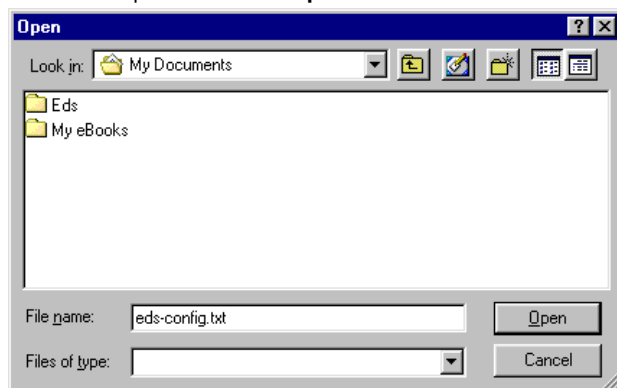 Open
Look in: My Documents
Eds
My eBooks
File name: eds-config.txt Open
Files of type: Cancel